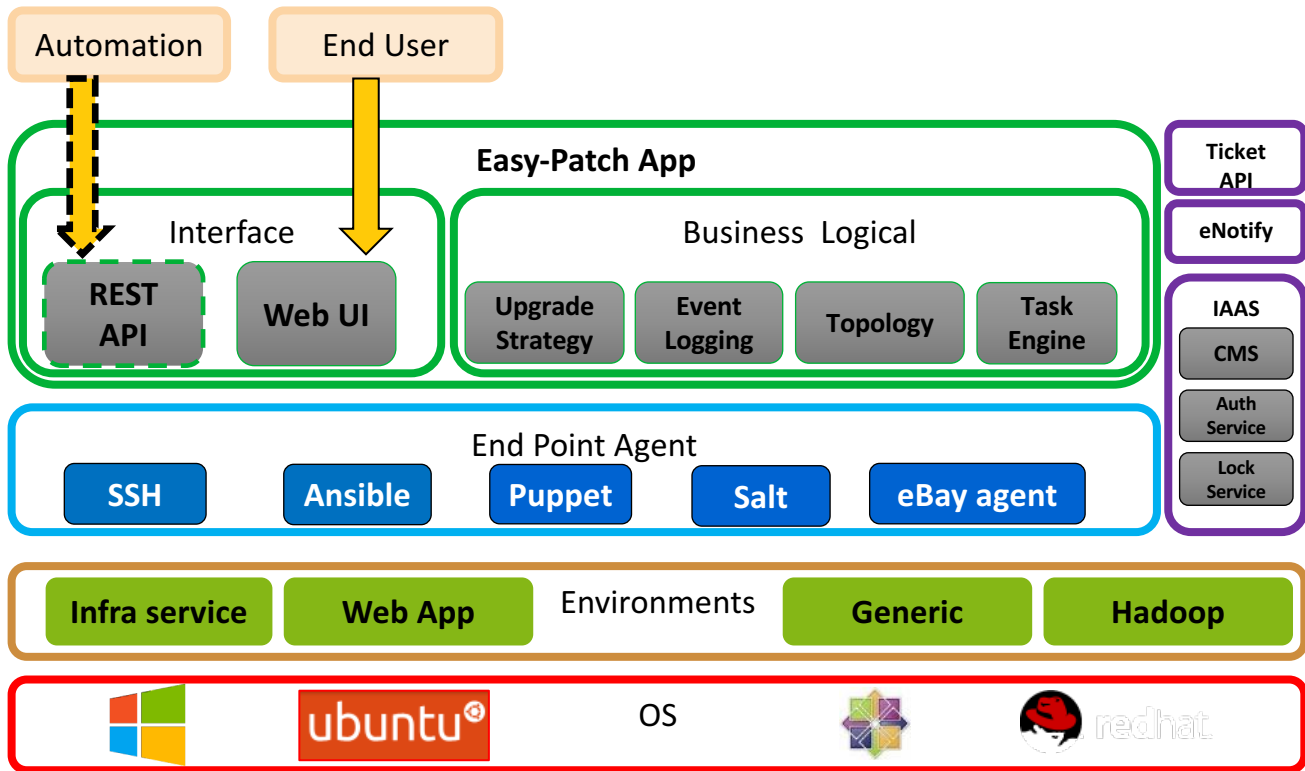 Automation
End User
Easy-Patch App
Interface
REST
API
Web UI
Business Logical
Upgrade
Strategy
Event
Logging
Topology
Task
Engine
Ticket
API
eNotify
IAAS
CMS
Auth
Service
Lock
Service
End Point Agent
SSH
Ansible
Puppet
Salt
eBay agent
Environments
Infra service
Web App
Generic
Hadoop
OS
ubuntu
redhat